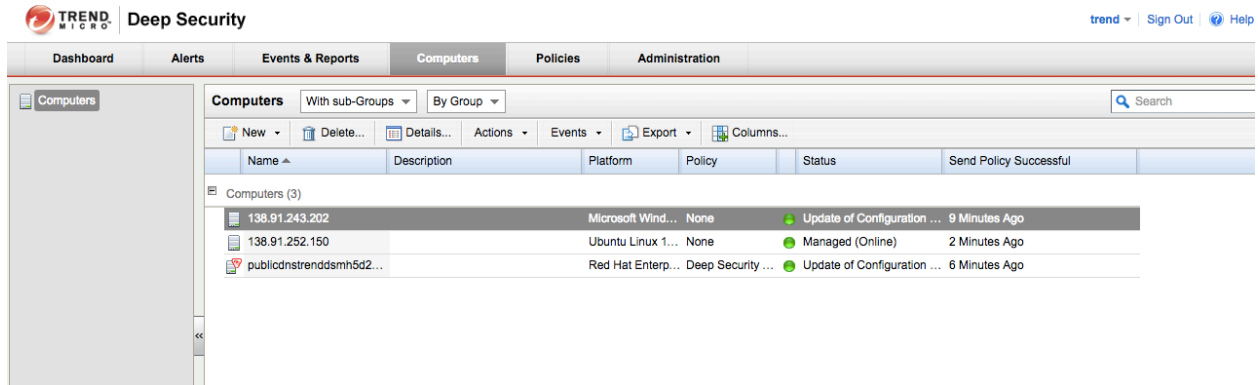 TREND MICRO Deep Security trend Sign Out Help
Dashboard Alerts Events & Reports Computers Policies Administration
Computers
Computers With sub-Groups By Group Search
New Delete... Details... Actions Events Export Columns...
Name Description Platform Policy Status Send Policy Successful
Computers (3)
138.91.243.202 Microsoft Wind... None Update of Configuration ... 9 Minutes Ago
138.91.252.150 Ubuntu Linux 1... None Managed (Online) 2 Minutes Ago
publicdnstrenddsmh5d2... Red Hat Enterp... Deep Security ... Update of Configuration ... 6 Minutes Ago